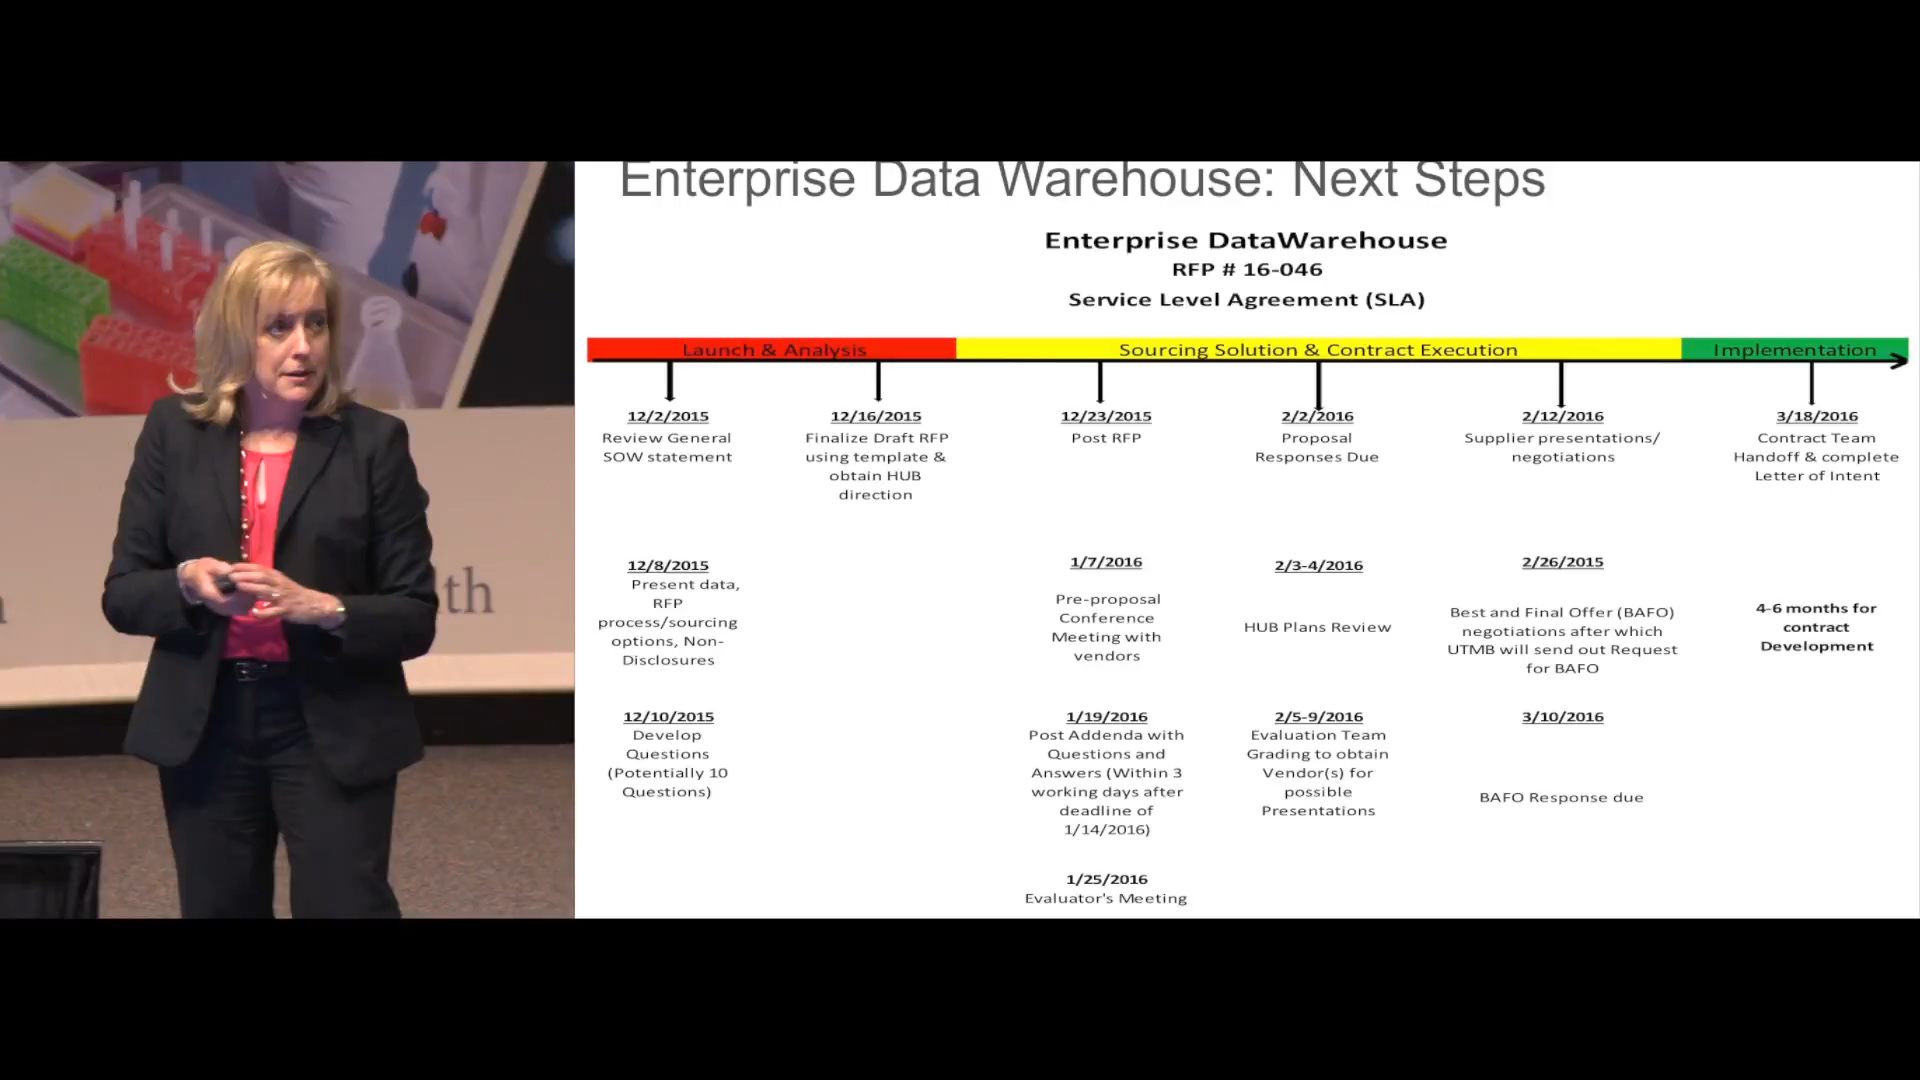 Enterprise Data Warehouse: Next Steps
Enterprise DataWarehouse
RFP # 16-046
Service Level Agreement (SLA)
Launch & Analysis
Sourcing Solution & Contract Execution
Implementation
12/2/2015
Review General
SOW statement
12/8/2015
Present data,
RFP
process/sourcing
options, Non-
Disclosures
12/10/2015
Develop
Questions
(Potentially 10
Questions)
12/16/2015
Finalize Draft RFP
using template &
obtain HUB
direction
12/23/2015
Post RFP
1/7/2016
Pre-proposal
Conference
Meeting with
vendors
1/19/2016
Post Addenda with
Questions and
Answers (Within 3
working days after
deadline of
1/14/2016)
1/25/2016
Evaluator's Meeting
2/2/2016
Proposal
Responses Due
2/3-4/2016
HUB Plans Review
2/5-9/2016
Evaluation Team
Grading to obtain
Vendor(s) for
possible
Presentations
2/12/2016
Supplier presentations/
negotiations
2/26/2015
Best and Final Offer (BAFO)
negotiations after which
UTMB will send out Request
for BAFO
3/10/2016
BAFO Response due
3/18/2016
Contract Team
Handoff & complete
Letter of Intent
4-6 months for
contract
Development